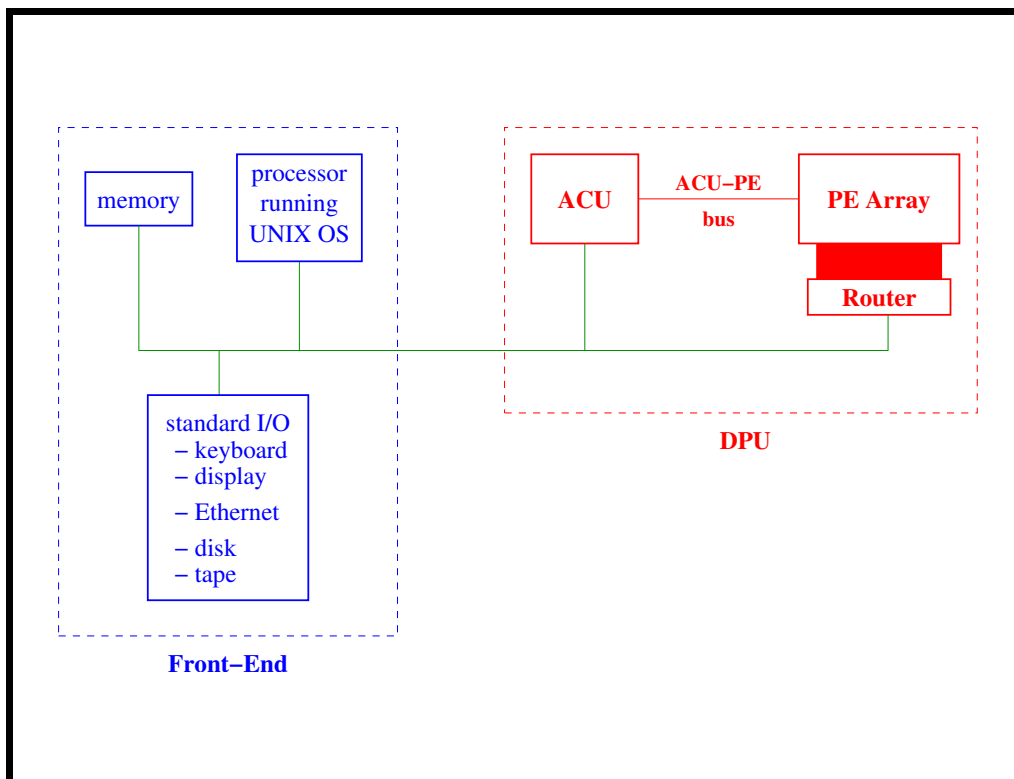 memory
processor
running
UNIX OS
standard I/O
− keyboard
− display
− Ethernet
− disk
− tape
Front−End
ACU
ACU−PE
bus
PE Array
Router
DPU